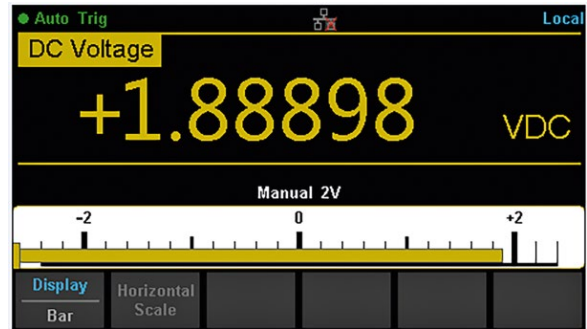 Auto Trig Local
DC Voltage
+1.88898 VDC
Manual 2V
-2 0 +2
Display Horizontal
Bar Scale